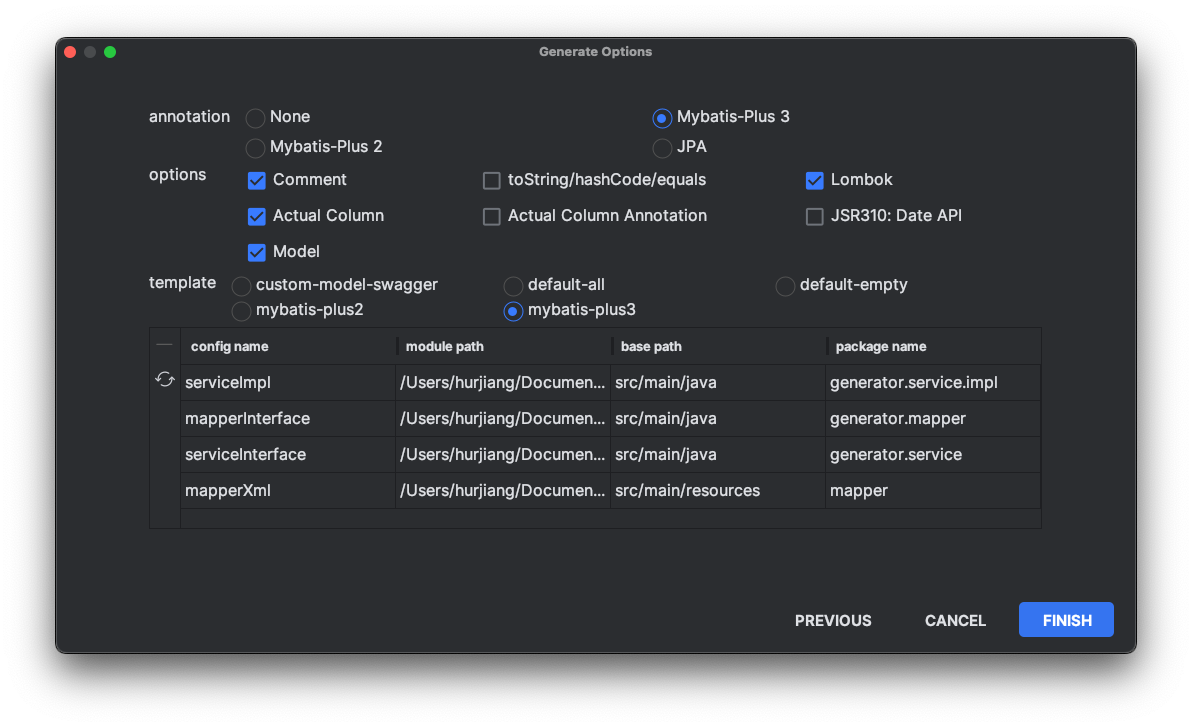 Generate Options
annotation None Mybatis-Plus 3
Mybatis-Plus 2 JPA
options Comment toString/hashCode/equals Lombok
Actual Column Actual Column Annotation JSR310: Date API
Model
template custom-model-swagger default-all default-empty
mybatis-plus2 mybatis-plus3
config name module path base path package name
serviceImpl /Users/hurjiang/Documen... src/main/java generator.service.impl
mapperInterface /Users/hurjiang/Documen... src/main/java generator.mapper
serviceInterface /Users/hurjiang/Documen... src/main/java generator.service
mapperXml /Users/hurjiang/Documen... src/main/resources mapper
PREVIOUS CANCEL FINISH